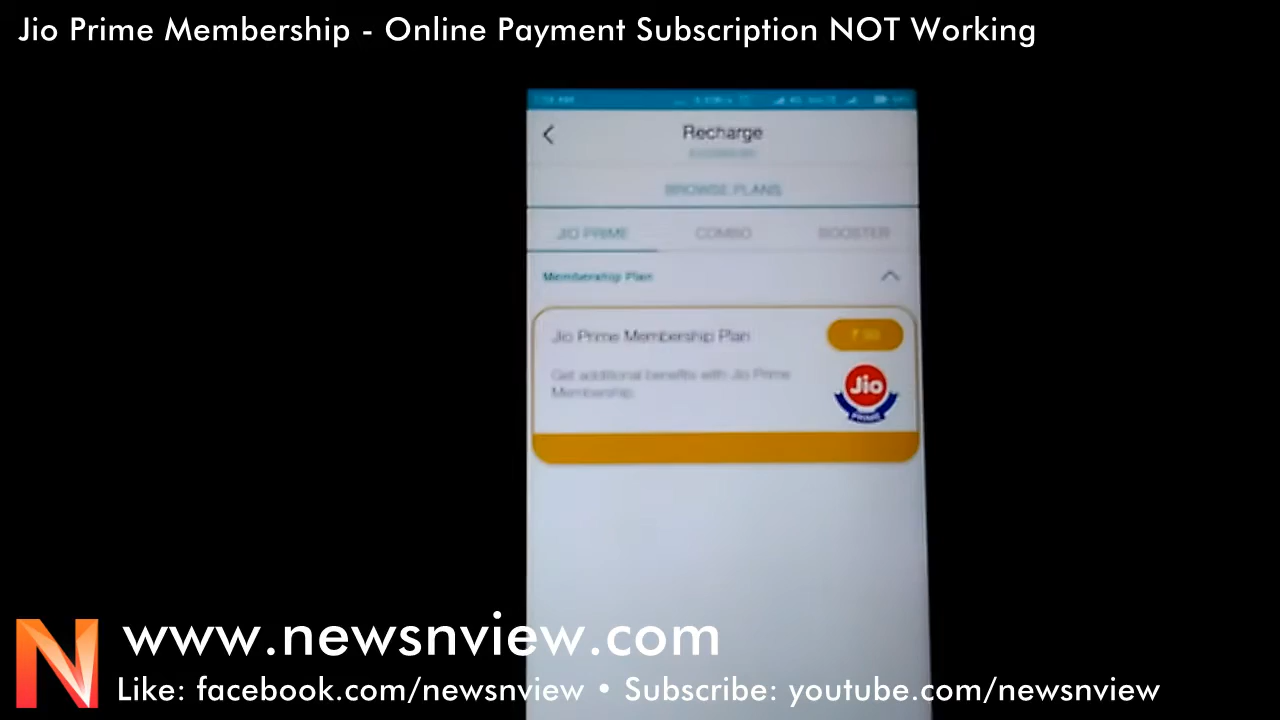 Jio Prime Membership - Online Payment Subscription NOT Working
Recharge
BROWSE PLANS
JIO PRIME COMBO BOOSTER
Membership Plan
Jio Prime Membership Plan
Get additional benefits with Jio Prime
Membership.
Jio
PRIME
www.newsnview.com
Like: facebook.com/newsnview • Subscribe: youtube.com/newsnview